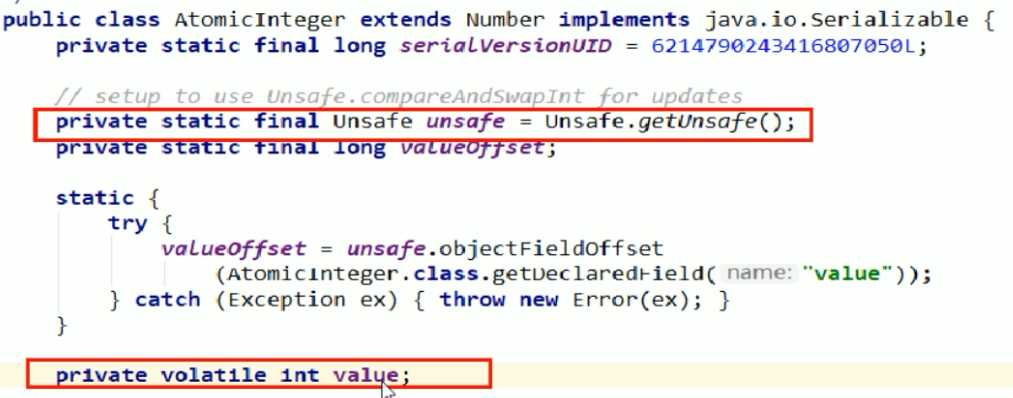 public class AtomicInteger extends Number implements java.io.Serializable {
private static final long serialVersionUID = 6214790243416807050L;
// setup to use Unsafe.compareAndSwapInt for updates
private static final Unsafe unsafe = Unsafe.getUnsafe();
private static final long valueOffset;
static {
try {
valueOffset = unsafe.objectFieldOffset
(AtomicInteger.class.getDeclaredField( name: "value"));
} catch (Exception ex) { throw new Error(ex); }
}
private volatile int value;